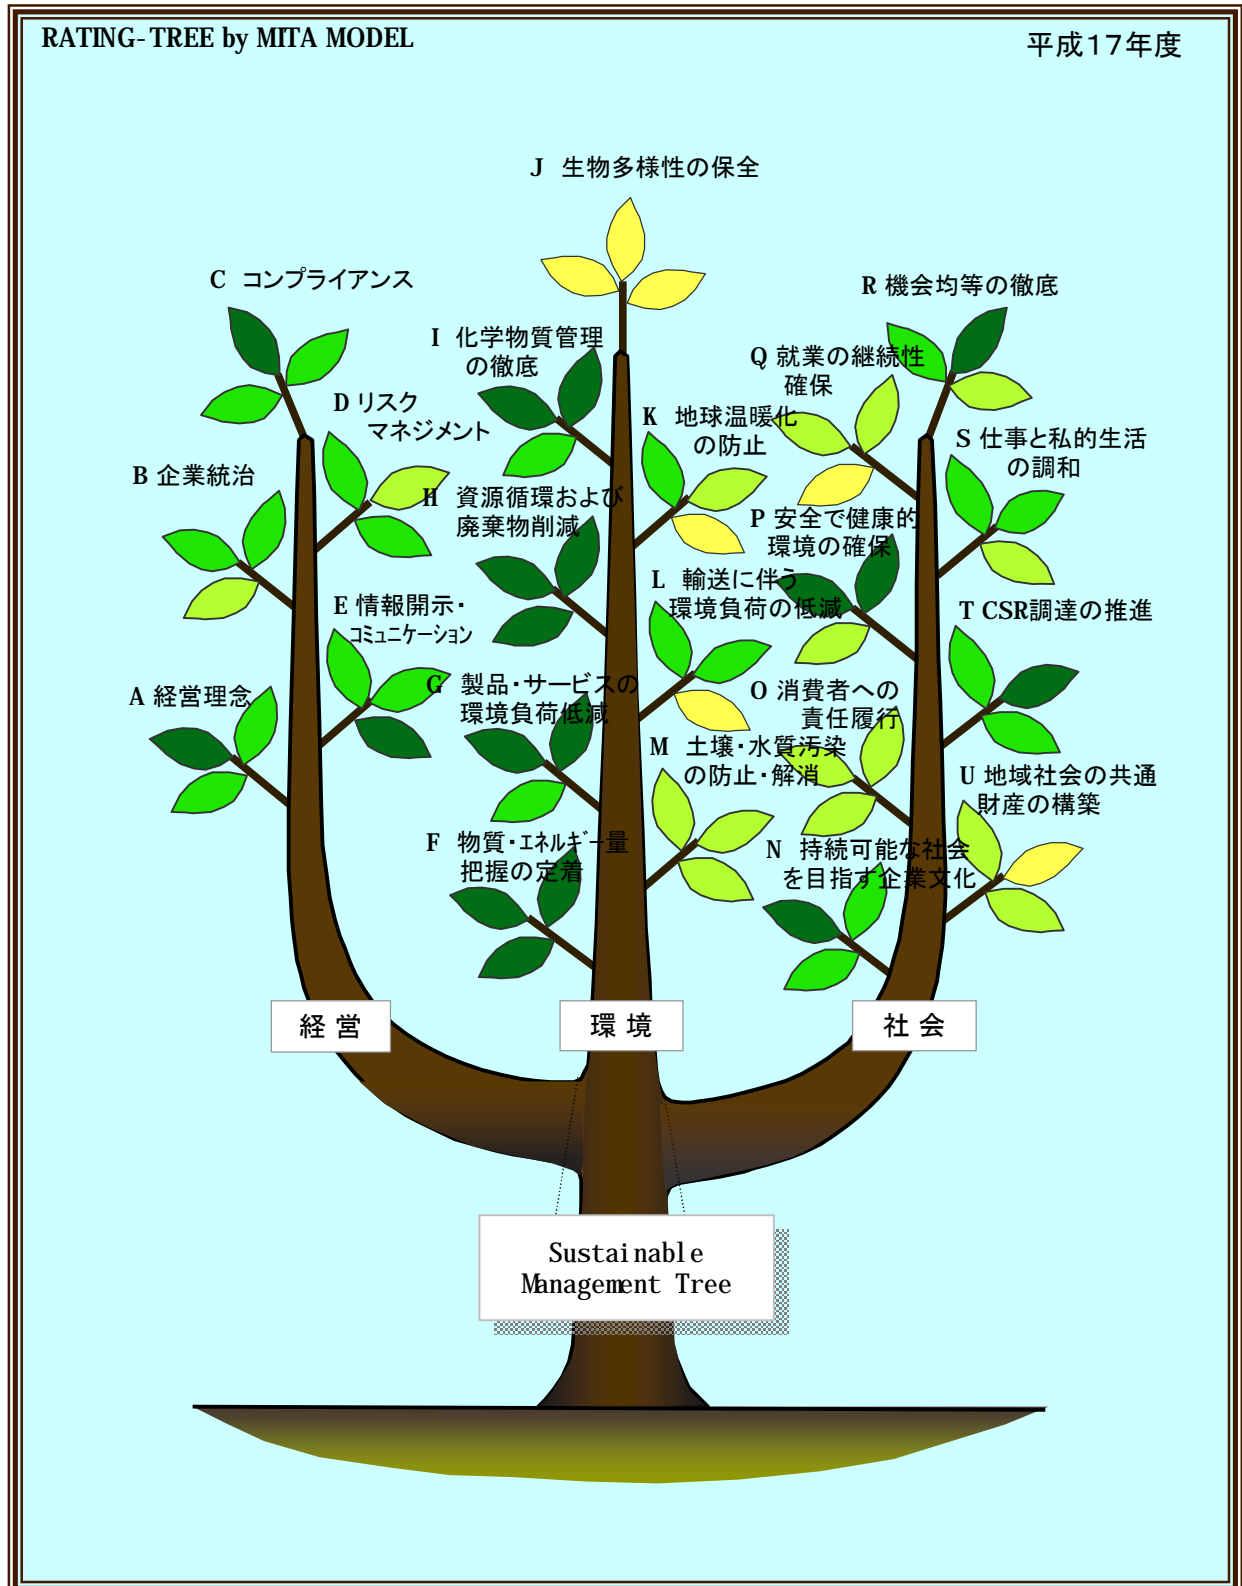 RATING-TREE by MITA MODEL
平成17年度
J 生物多様性の保全
C コンプライアンス
R 機会均等の徹底
I 化学物質管理
の徹底
Q 就業の継続性
確保
D リスク
マネジメント
K 地球温暖化
の防止
S 仕事と私的生活
の調和
B 企業統治
H 資源循環および
廃棄物削減
P 安全で健康的
環境の確保
L 輸送に伴う
環境負荷の低減
E 情報開示・
ｺﾐｭﾆｹｰｼｮﾝ
T CSR調達の推進
A 経営理念
G 製品・サービスの
環境負荷低減
O 消費者への
責任履行
M 土壌・水質汚染
の防止・解消
U 地域社会の共通
財産の構築
F 物質・ｴﾈﾙｷﾞｰ量
把握の定着
N 持続可能な社会
を目指す企業文化
経 営
環 境
社 会
Sustainable
Management Tree